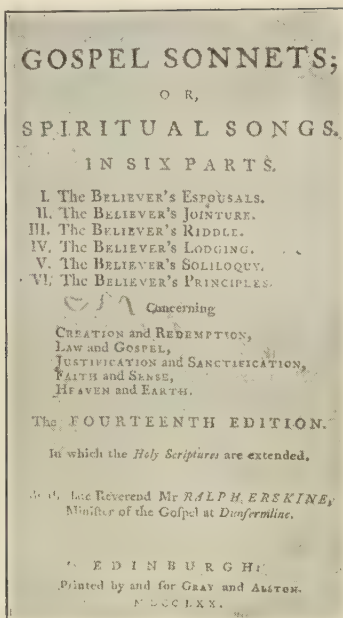 GOSPEL SONNETS;
OR,
SPIRITUAL SONGS.
IN SIX PARTS.
I. The BELIEVER'S ESPOUSALS.
II. The BELIEVER'S JOINTURE.
III. The BELIEVER'S RIDDLE.
IV. The BELIEVER'S LODGING.
V. The BELIEVER'S SOLILOQUY.
VI. The BELIEVER'S PRINCIPLES.
Concerning
CREATION and REDEMPTION,
LAW and GOSPEL,
JUSTIFICATION and SANCTIFICATION,
FAITH and SENSE,
HEAVEN and EARTH.
The FOURTEENTH EDITION.
In which the Holy Scriptures are extended.
late Reverend Mr RALPH ERSKINE,
Minister of the Gospel at Dunfermline.
EDINBURGH:
Printed by and for GRAY and ALSTON.
MDCCLXX.